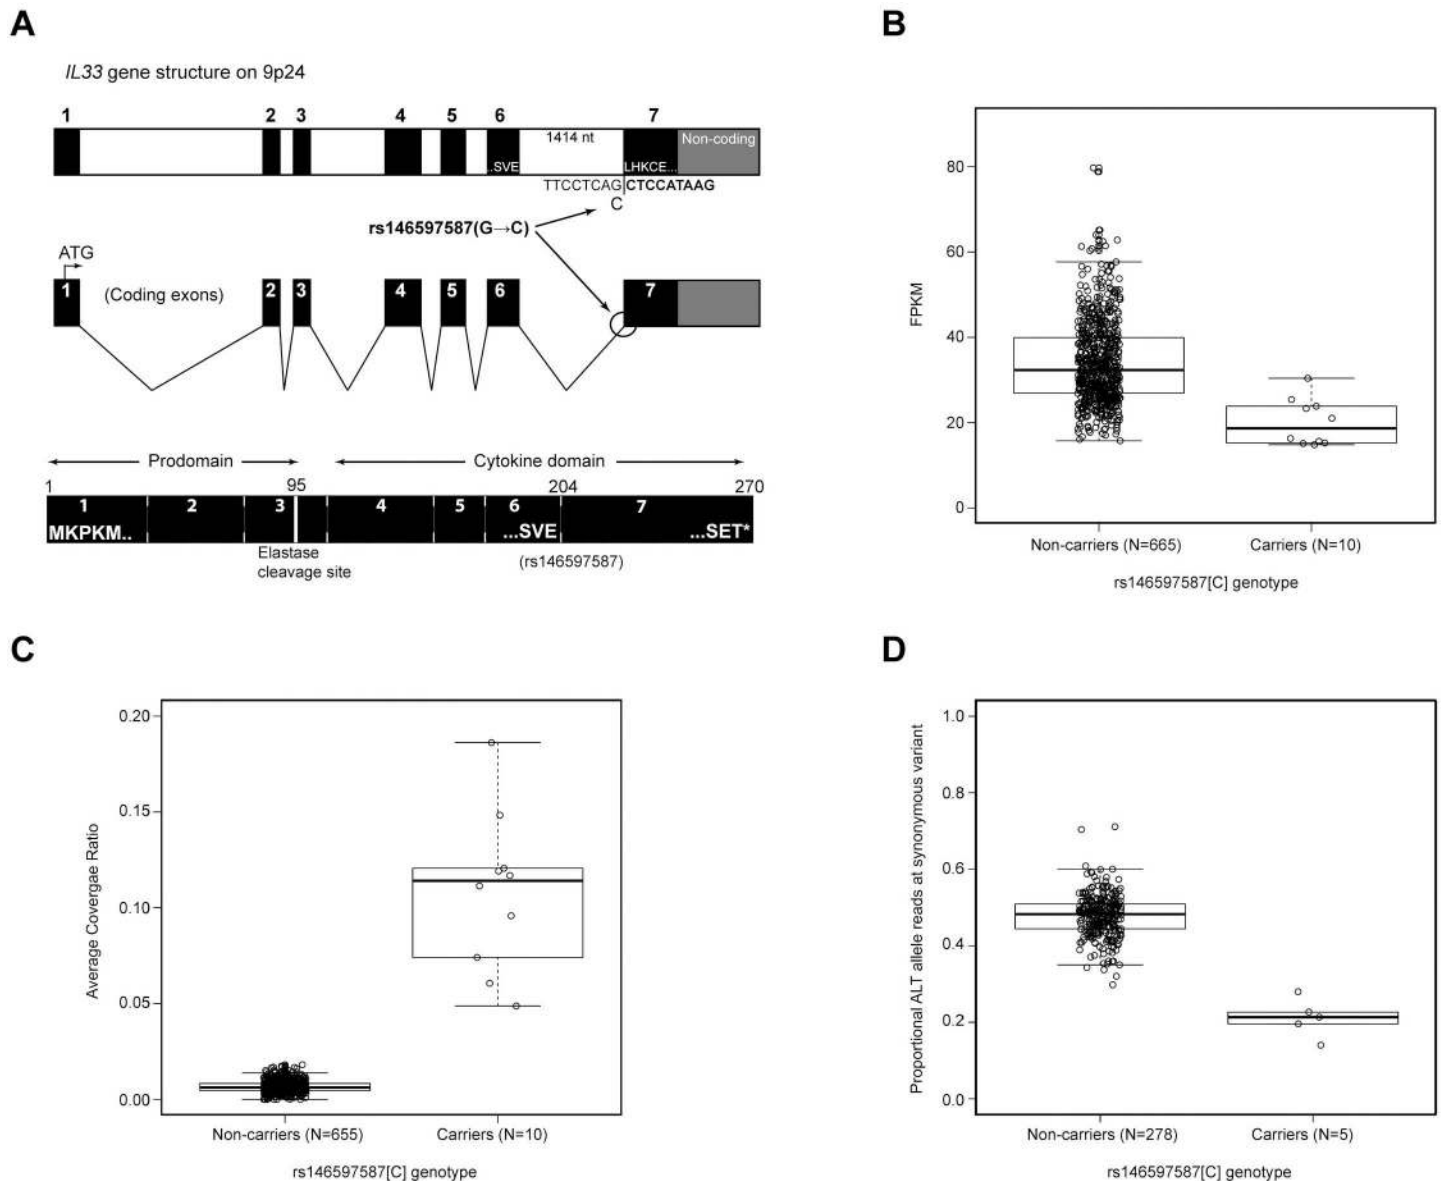 A
IL33 gene structure on 9p24
1 2 3 4 5 6 7
1414 nt
Non-coding
..SVE
LHKCE...
TTCCTCAG CTCCATAAG
C
rs146597587(G→C)
ATG
(Coding exons)
1 2 3 4 5 6 7
Prodomain
Cytokine domain
1 95 204 270
1 2 3 4 5 6 7
MKPKM.. ...SVE ...SET*
Elastase
cleavage site
(rs146597587)
B
FPKM
80
60
40
20
0
Non-carriers (N=665) Carriers (N=10)
rs146597587[C] genotype
C
Average Covergae Ratio
0.20
0.15
0.10
0.05
0.00
Non-carriers (N=655) Carriers (N=10)
rs146597587[C] genotype
D
Proportional ALT allele reads at synonymous variant
1.0
0.8
0.6
0.4
0.2
0.0
Non-carriers (N=278) Carriers (N=5)
rs146597587[C] genotype